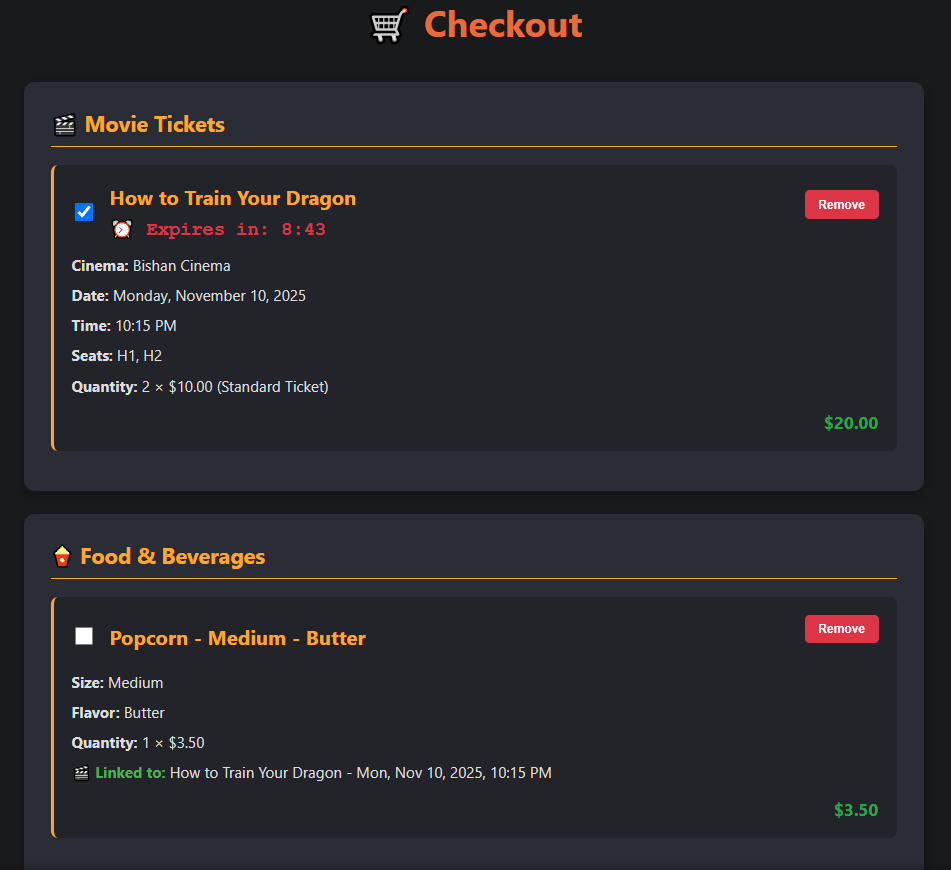 Checkout
Movie Tickets
How to Train Your Dragon
Remove
Expires in: 8:43
Cinema: Bishan Cinema
Date: Monday, November 10, 2025
Time: 10:15 PM
Seats: H1, H2
Quantity: 2 × $10.00 (Standard Ticket)
$20.00
Food & Beverages
Popcorn - Medium - Butter
Remove
Size: Medium
Flavor: Butter
Quantity: 1 × $3.50
Linked to: How to Train Your Dragon - Mon, Nov 10, 2025, 10:15 PM
$3.50